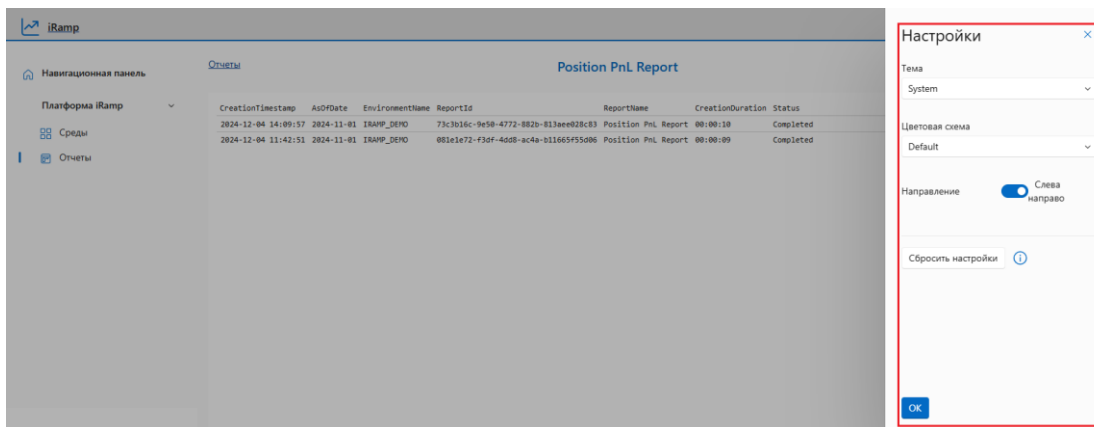 iRamp
Навигационная панель
Платформа iRamp
Среды
Отчеты
Отчеты
Position PnL Report
CreationTimestamp AsOfDate EnvironmentName ReportId ReportName CreationDuration Status
2024-12-04 14:09:57 2024-11-01 IRAMP_DEMO 73c3b16c-9e50-4772-882b-813aee028c83 Position PnL Report 00:00:10 Completed
2024-12-04 11:42:51 2024-11-01 IRAMP_DEMO 081e1e72-f3df-4dd8-ac4a-b11665f55d06 Position PnL Report 00:00:09 Completed
Настройки
Тема
System
Цветовая схема
Default
Направление
Слева
направо
Сбросить настройки
OK